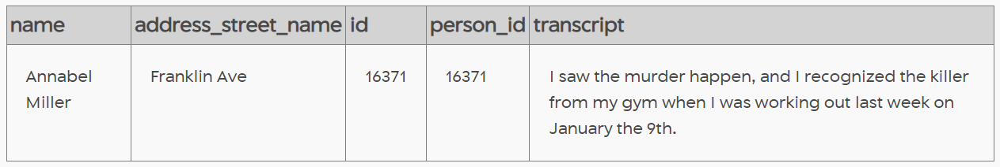 name address_street_name id person_id transcript
Annabel Miller Franklin Ave 16371 16371 I saw the murder happen, and I recognized the killer
from my gym when I was working out last week on
January the 9th.